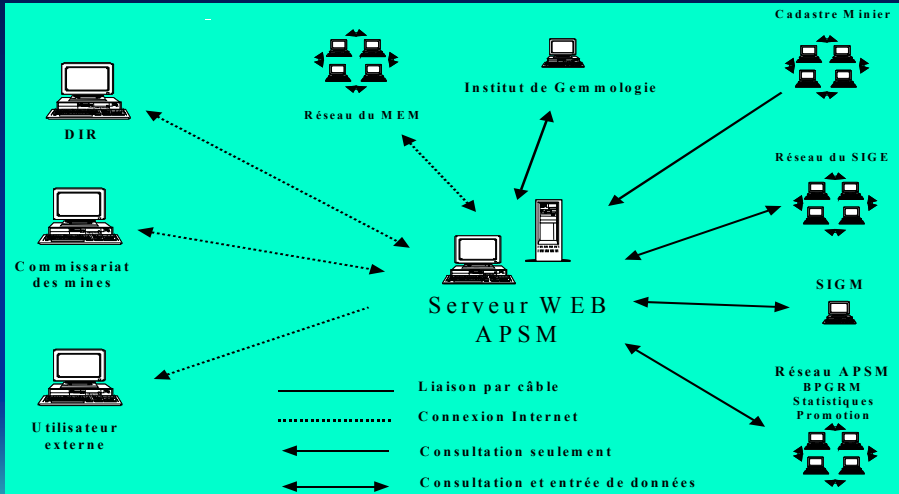 Cadastre Minier
Institut de Gemmologie
Réseau du MEM
DIR
Réseau du SIGE
Commissariat
des mines
SIGM
Serveur WEB
APSM
Réseau APSM
BPGRM
Statistiques
Promotion
Utilisateur
externe
Liaison par câble
Connexion Internet
Consultation seulement
Consultation et entrée de données